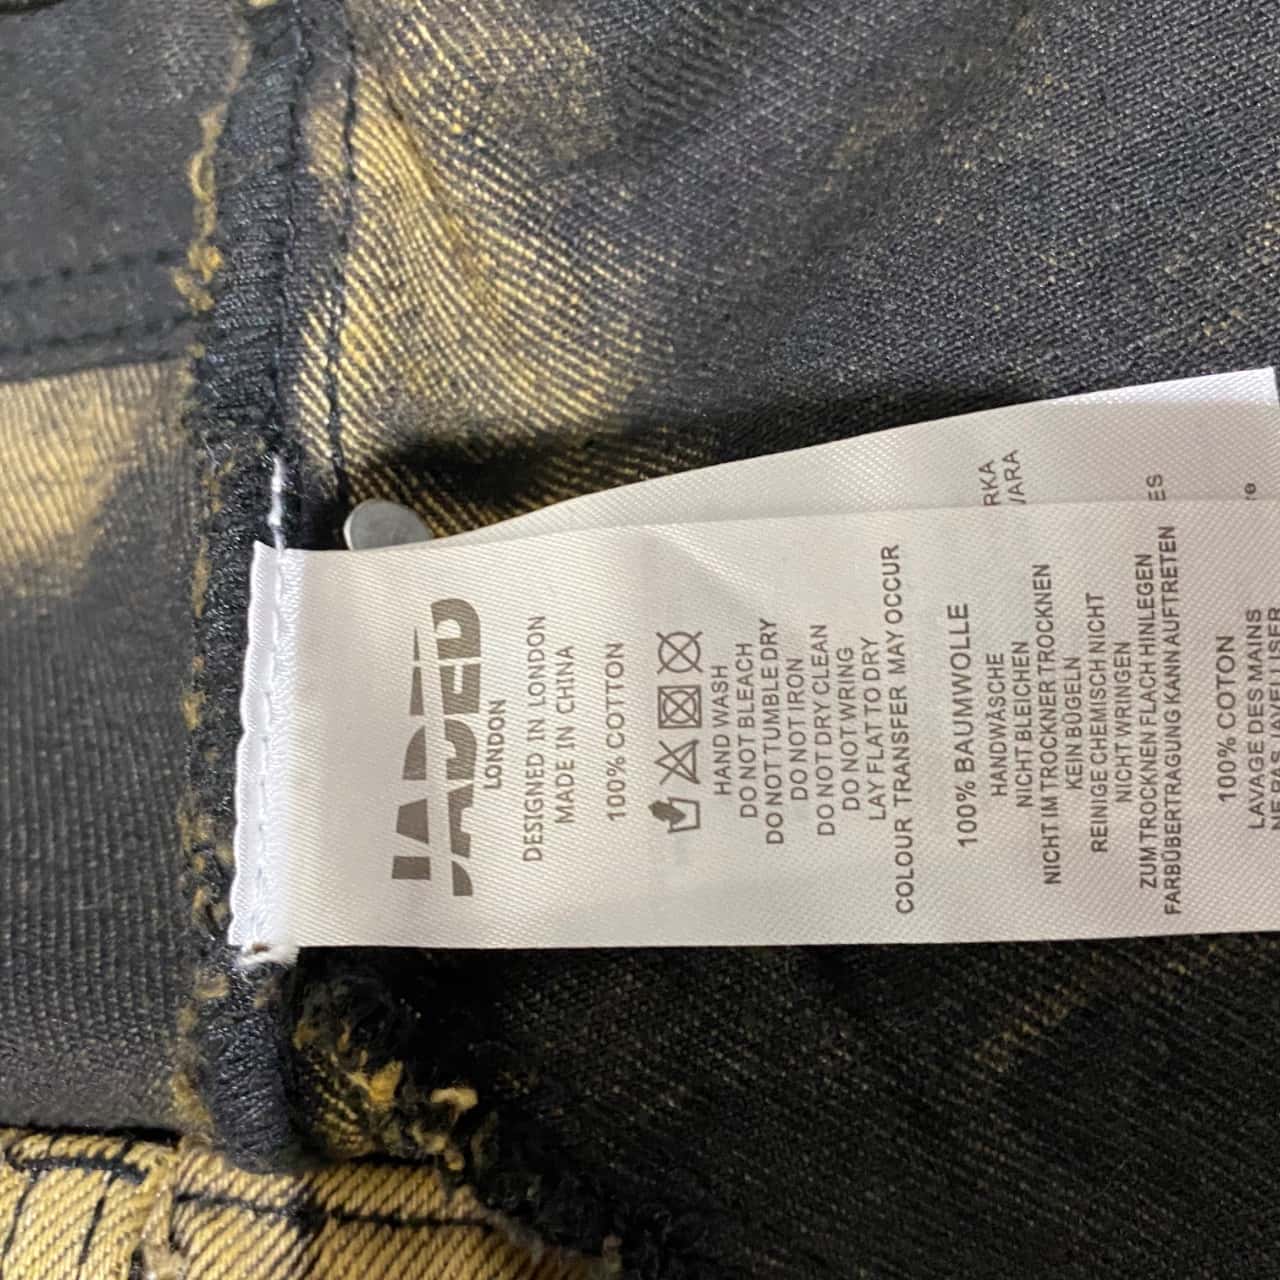 JADED
LONDON
DESIGNED IN LONDON
MADE IN CHINA
100% COTTON
HAND WASH
DO NOT BLEACH
DO NOT TUMBLE DRY
DO NOT IRON
DO NOT DRY CLEAN
DO NOT WRING
LAY FLAT TO DRY
COLOUR TRANSFER MAY OCCUR
100% BAUMWOLLE
HANDWÄSCHE
NICHT BLEICHEN
NICHT IM TROCKNER TROCKNEN
KEIN BÜGELN
REINIGE CHEMISCH NICHT
NICHT WRINGEN
ZUM TROCKNEN FLACH HINLEGEN
FARBÜBERTRAGUNG KANN AUFTRETEN
100% COTON
LAVAGE DES MAINS